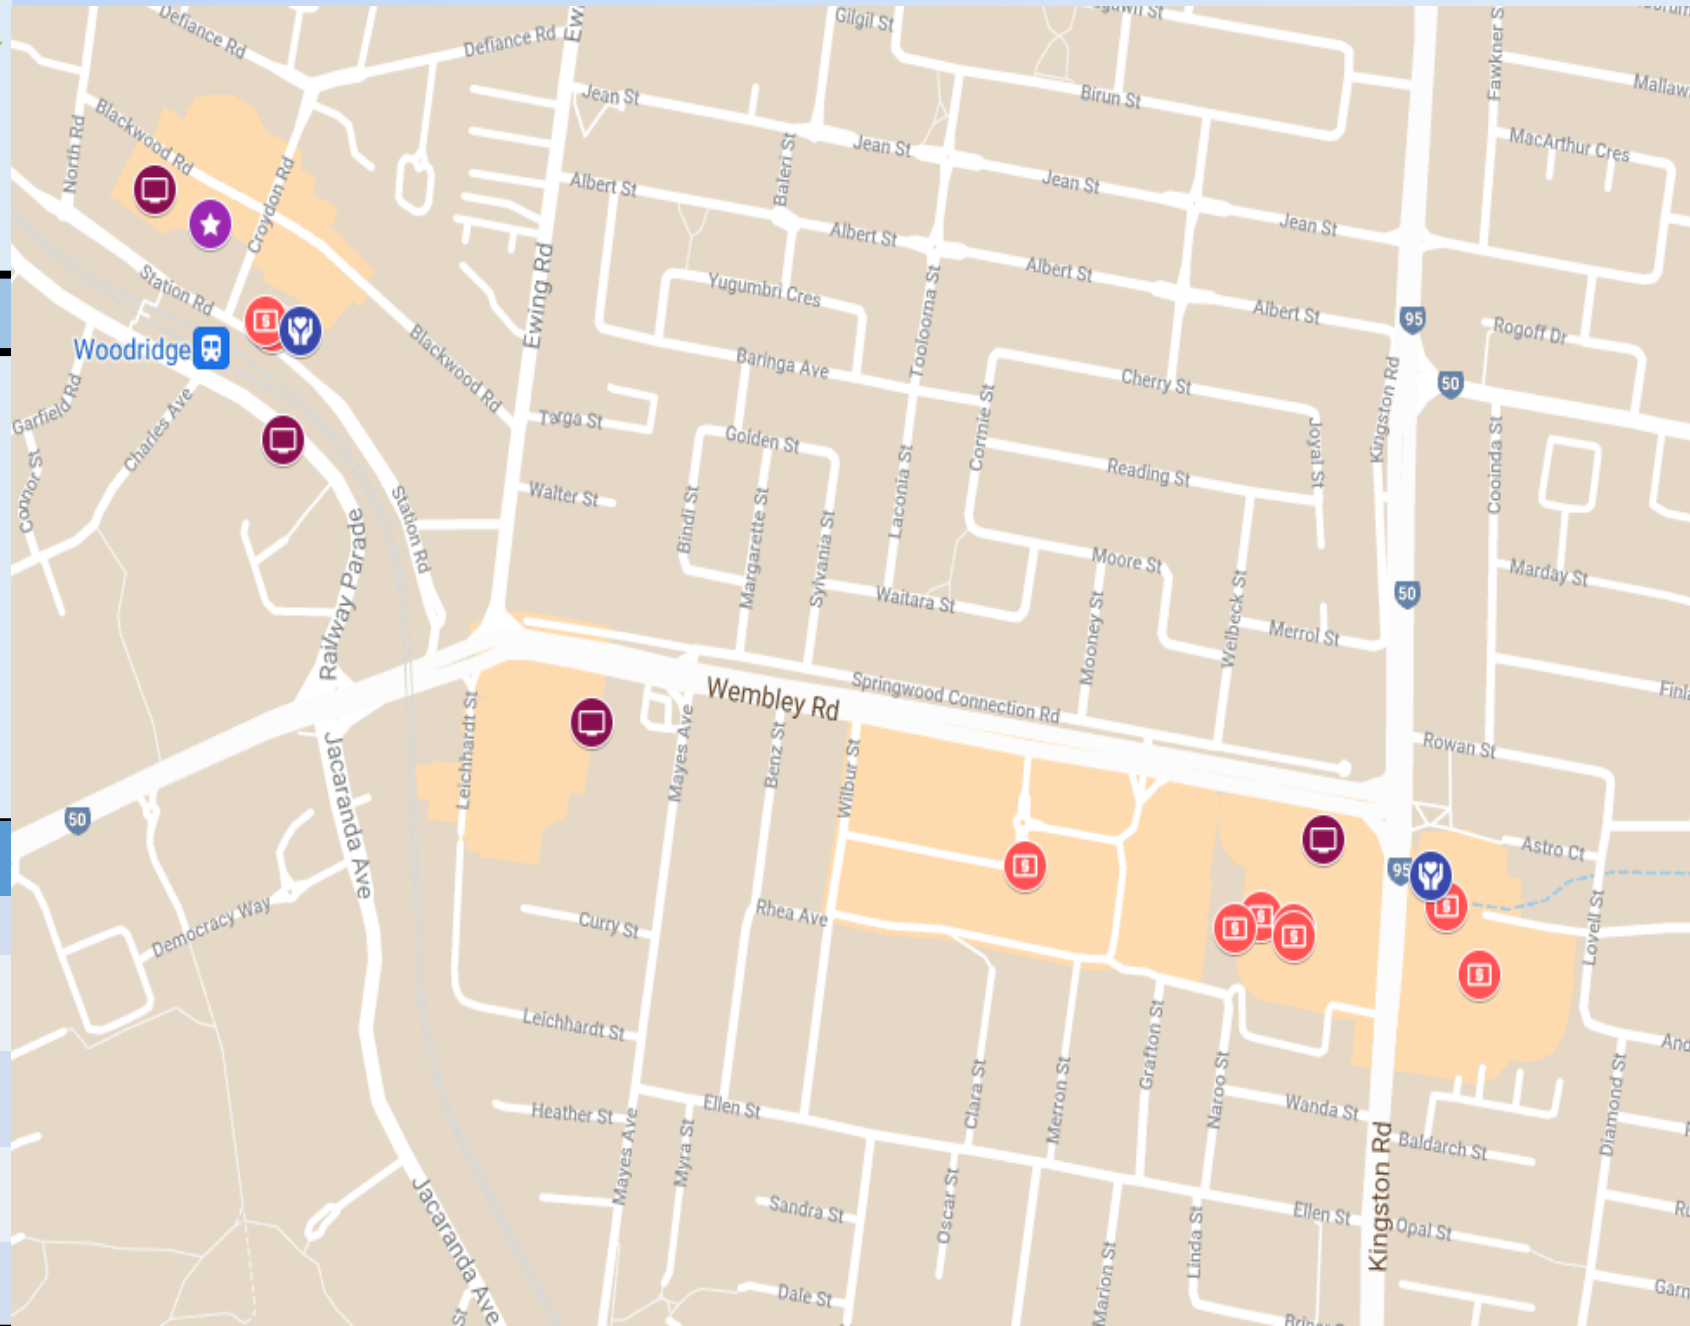 Gilgil St
Defiance Rd
Defiance Rd
Jean St
Birun St
MacArthur Cres
Blackwood Rd
North Rd
Baleri St
Jean St
Jean St
Jean St
Albert St
Albert St
Albert St
Albert St
Croydon Rd
Ewing Rd
Station Rd
Yugumbri Cres
Toolooma St
95
Rogoff Dr
Woodridge
Blackwood Rd
Baringa Ave
Cherry St
Kingston Rd
50
Garfield Rd
Charles Ave
Targa St
Golden St
Cormie St
Joyal St
Cooinda St
Connor St
Walter St
Reading St
Laconia St
Bindi St
Margarette St
Sylvania St
Station Rd
Railway Parade
Waitara St
Moore St
Mooney St
Welbeck St
Merrol St
50
Marday St
Wembley Rd
Springwood Connection Rd
Rowan St
Leichhardt St
Mayes Ave
Benz St
Wilbur St
50
Jacaranda Ave
Astro Ct
95
Democracy Way
Curry St
Rhea Ave
Lovell St
Leichhardt St
Clara St
Merron St
Grafton St
Naroo St
Diamond St
Heather St
Ellen St
Wanda St
Baldarch St
Mayes Ave
Myra St
Jacaranda Ave
Sandra St
Oscar St
Linda St
Ellen St
Kingston Rd
Opal St
Dale St
Marion St